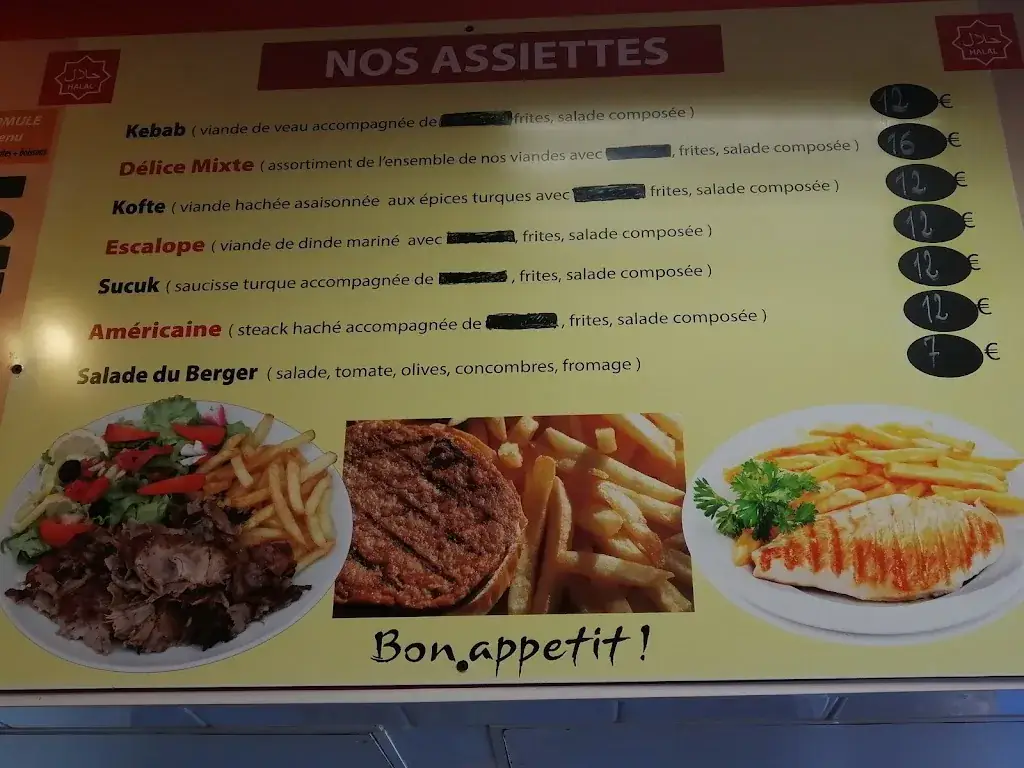 NOS ASSIETTES
حلال
HALAL
حلال
HALAL
Kebab ( viande de veau accompagnée de frites, salade composée ) 12 €
Délice Mixte ( assortiment de l'ensemble de nos viandes avec , frites, salade composée ) 16 €
Kofte ( viande hachée asaisonnée aux épices turques avec frites, salade composée ) 12 €
Escalope ( viande de dinde mariné avec , frites, salade composée ) 12 €
Sucuk ( saucisse turque accompagnée de , frites, salade composée ) 12 €
Américaine ( steack haché accompagnée de , frites, salade composée ) 12 €
Salade du Berger ( salade, tomate, olives, concombres, fromage ) 7 €
Bon appetit !